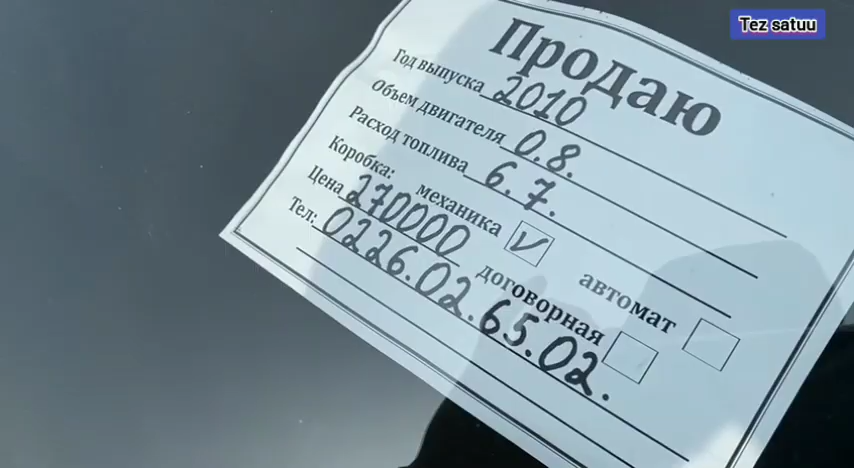 Tez satuu
Продаю
Год выпуска 2010
Объем двигателя 0.8.
Расход топлива 6.7.
Коробка: механика ✓ автомат
Цена 270000 договорная
Тел: 0226.02.65.02.